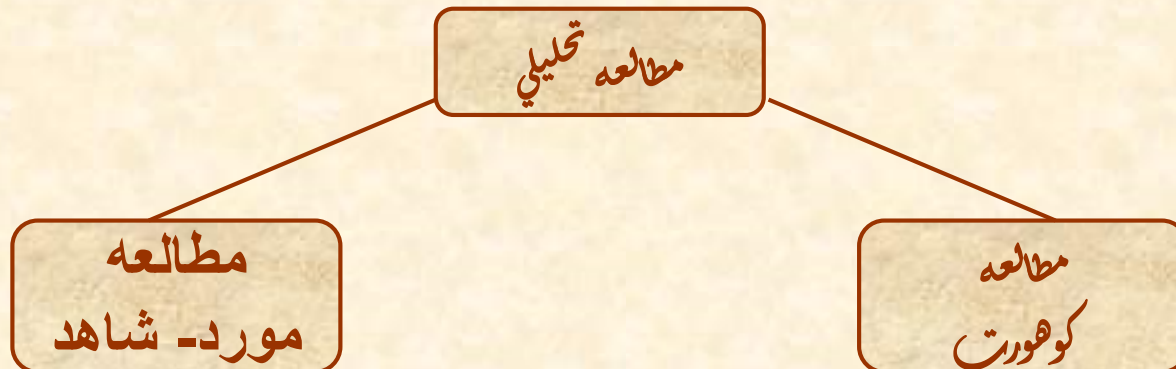 مطالعه تحليلي
مطالعه
كوهورت
مطالعه
مورد- شاهد